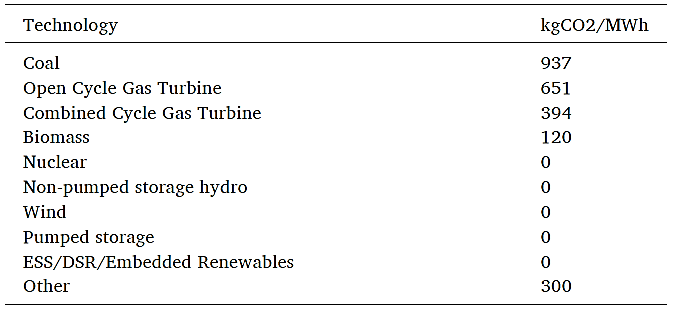 Technology kgCO2/MWh
Coal 937
Open Cycle Gas Turbine 651
Combined Cycle Gas Turbine 394
Biomass 120
Nuclear 0
Non-pumped storage hydro 0
Wind 0
Pumped storage 0
ESS/DSR/Embedded Renewables 0
Other 300